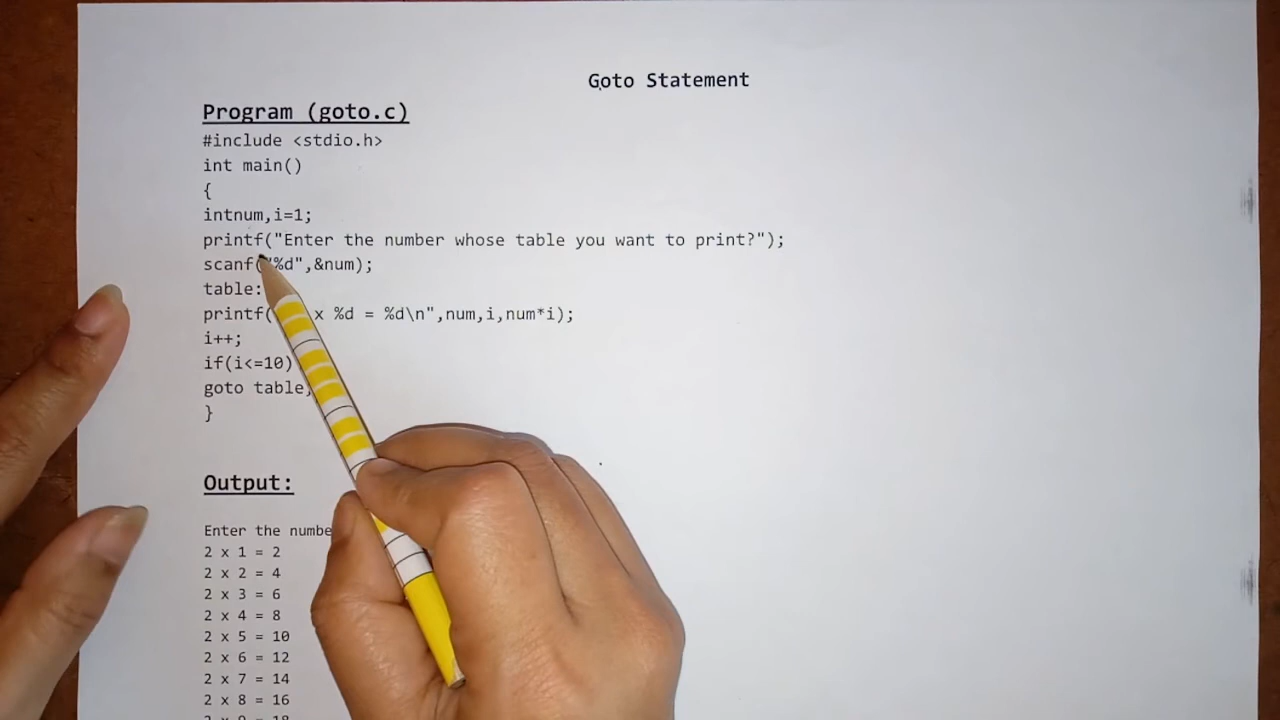 Goto Statement
Program (goto.c)
#include <stdio.h>
int main()
{
intnum,i=1;
printf("Enter the number whose table you want to print?");
scanf("%d",&num);
table:
printf( x %d = %d\n",num,i,num*i);
i++;
if(i<=10)
goto table;
}
Output:
Enter the
2 x 1 = 2
2 x 2 = 4
2 x 3 = 6
2 x 4 = 8
2 x 5 = 10
2 x 6 = 12
2 x 7 = 14
2 x 8 = 16
2 x 9 = 18